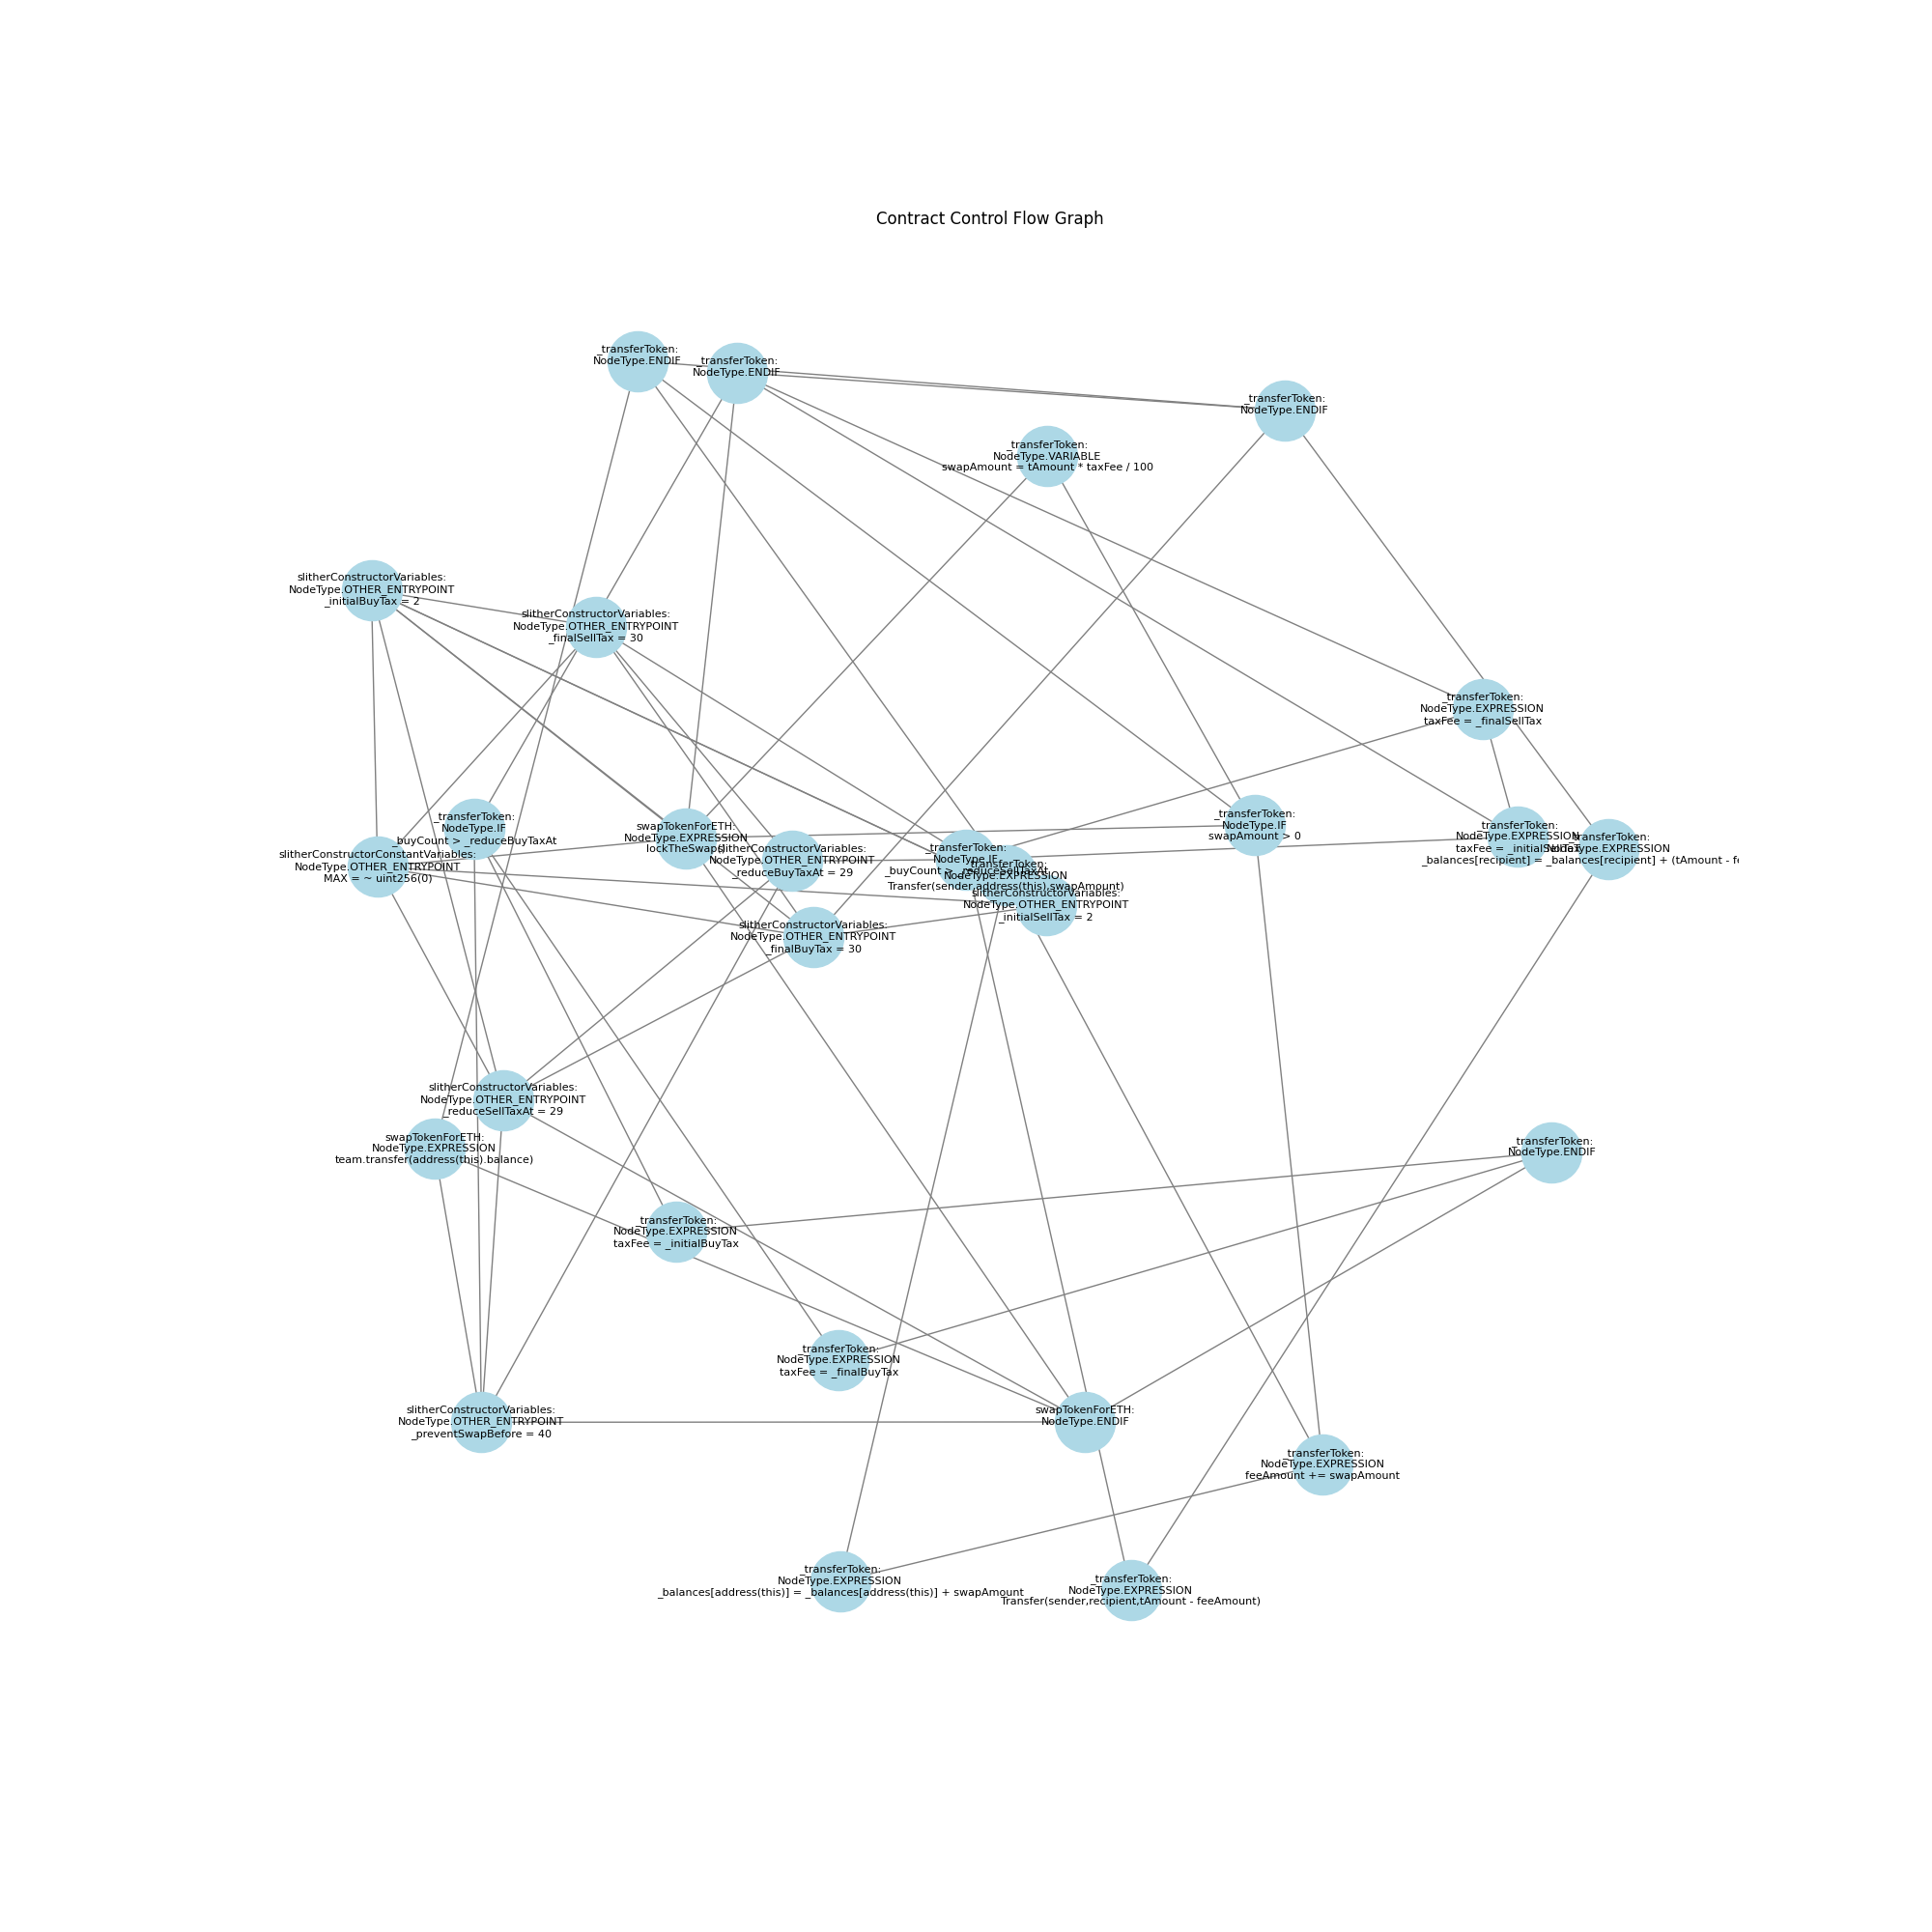 Contract Control Flow Graph
_transferToken:
NodeType.ENDIF
_transferToken:
NodeType.ENDIF
_transferToken:
NodeType.ENDIF
_transferToken:
NodeType.VARIABLE
swapAmount = tAmount * taxFee / 100
slitherConstructorVariables:
NodeType.OTHER_ENTRYPOINT
_initialBuyTax = 2
slitherConstructorVariables:
NodeType.OTHER_ENTRYPOINT
_finalSellTax = 30
_transferToken:
NodeType.EXPRESSION
taxFee = _finalSellTax
_transferToken:
NodeType.IF
_buyCount > _reduceBuyTaxAt
swapTokenForETH:
NodeType.EXPRESSION
lockTheSwap()
_transferToken:
NodeType.IF
swapAmount > 0
_transferToken:
NodeType.EXPRESSION
taxFee = _initialSellTax
_transferToken:
NodeType.EXPRESSION
_balances[recipient] = _balances[recipient] + (tAmount - fe
slitherConstructorConstantVariables:
NodeType.OTHER_ENTRYPOINT
MAX = ~ uint256(0)
slitherConstructorVariables:
NodeType.OTHER_ENTRYPOINT
_reduceBuyTaxAt = 29
_transferToken:
NodeType.IF
_buyCount > _reduceSellTaxAt
_transferToken:
NodeType.EXPRESSION
Transfer(sender,address(this),swapAmount)
slitherConstructorVariables:
NodeType.OTHER_ENTRYPOINT
_initialSellTax = 2
slitherConstructorVariables:
NodeType.OTHER_ENTRYPOINT
_finalBuyTax = 30
slitherConstructorVariables:
NodeType.OTHER_ENTRYPOINT
_reduceSellTaxAt = 29
swapTokenForETH:
NodeType.EXPRESSION
team.transfer(address(this).balance)
_transferToken:
NodeType.ENDIF
_transferToken:
NodeType.EXPRESSION
taxFee = _initialBuyTax
_transferToken:
NodeType.EXPRESSION
taxFee = _finalBuyTax
slitherConstructorVariables:
NodeType.OTHER_ENTRYPOINT
_preventSwapBefore = 40
swapTokenForETH:
NodeType.ENDIF
_transferToken:
NodeType.EXPRESSION
feeAmount += swapAmount
_transferToken:
NodeType.EXPRESSION
_balances[address(this)] = _balances[address(this)] + swapAmount
_transferToken:
NodeType.EXPRESSION
Transfer(sender,recipient,tAmount - feeAmount)